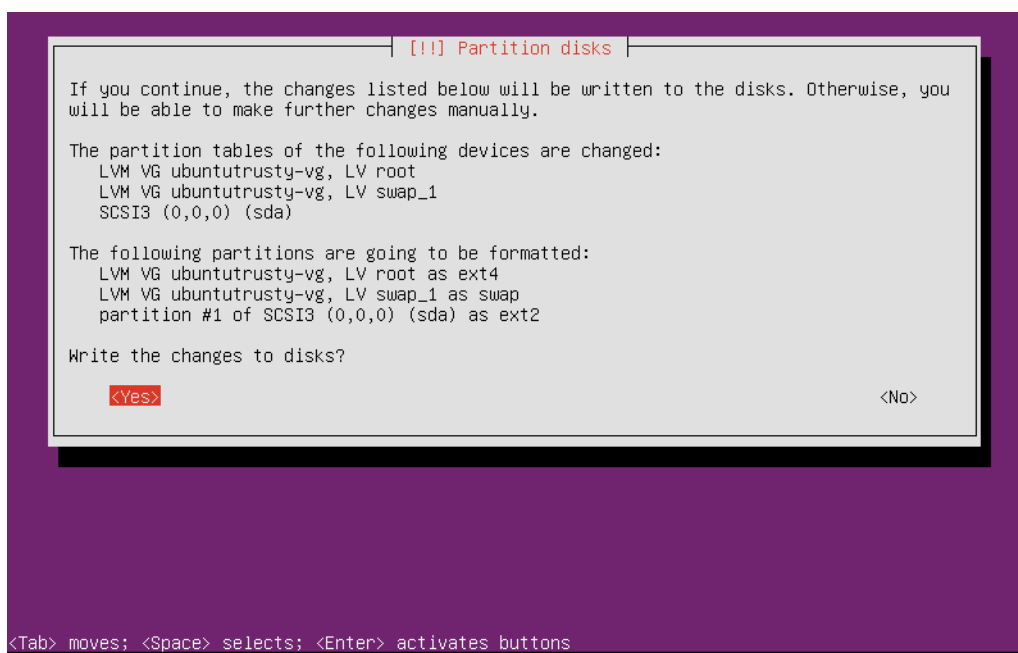 [!!] Partition disks
If you continue, the changes listed below will be written to the disks. Otherwise, you
will be able to make further changes manually.
The partition tables of the following devices are changed:
LVM VG ubuntutrusty-vg, LV root
LVM VG ubuntutrusty-vg, LV swap_1
SCSI3 (0,0,0) (sda)
The following partitions are going to be formatted:
LVM VG ubuntutrusty-vg, LV root as ext4
LVM VG ubuntutrusty-vg, LV swap_1 as swap
partition #1 of SCSI3 (0,0,0) (sda) as ext2
Write the changes to disks?
<Yes> <No>
<Tab> moves; <Space> selects; <Enter> activates buttons